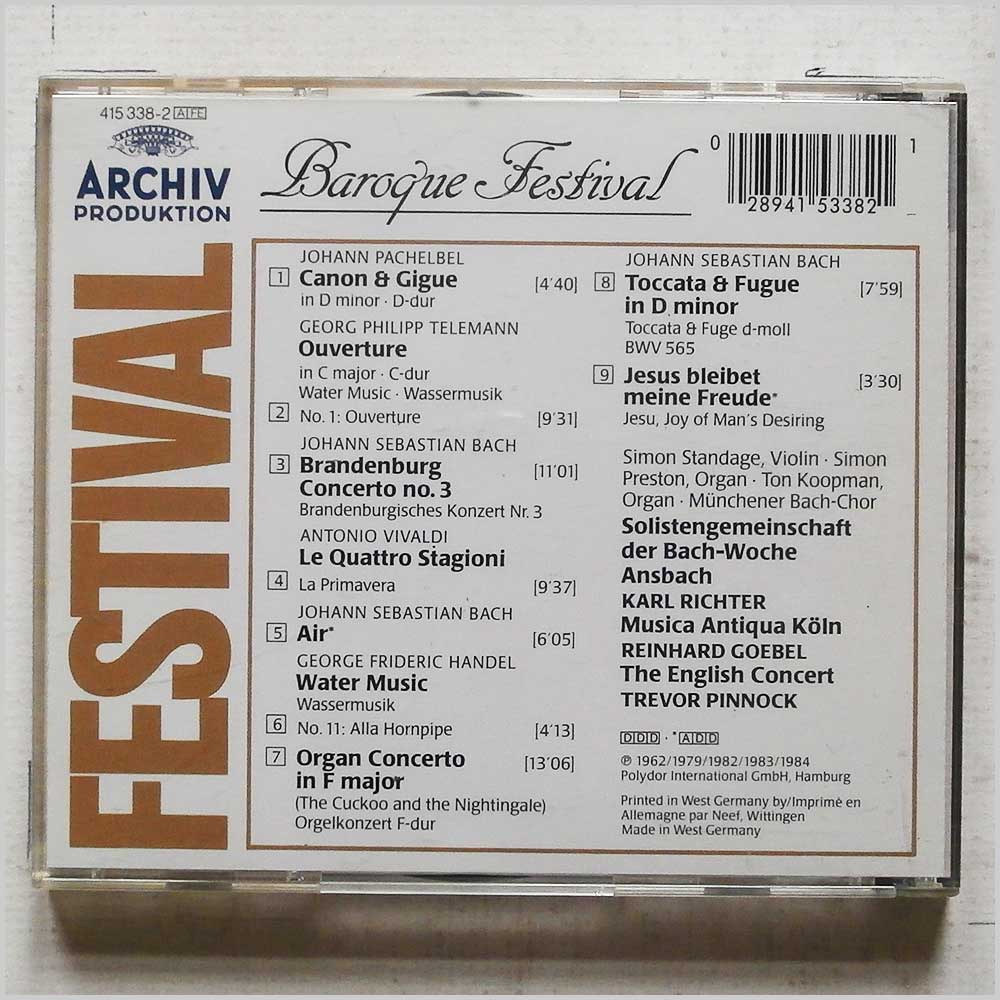 415 338-2 AFE
ARCHIV
PRODUKTION
Baroque Festival
0 28941 53382 1
FESTIVAL
JOHANN PACHELBEL
1 Canon & Gigue [4'40]
in D minor · D-dur
GEORG PHILIPP TELEMANN
Ouverture
in C major · C-dur
Water Music · Wassermusik
2 No. 1: Ouverture [9'31]
JOHANN SEBASTIAN BACH
3 Brandenburg [11'01]
Concerto no. 3
Brandenburgisches Konzert Nr. 3
ANTONIO VIVALDI
Le Quattro Stagioni
4 La Primavera [9'37]
JOHANN SEBASTIAN BACH
5 Air* [6'05]
GEORGE FRIDERIC HANDEL
Water Music
Wassermusik
6 No. 11: Alla Hornpipe [4'13]
7 Organ Concerto [13'06]
in F major*
(The Cuckoo and the Nightingale)
Orgelkonzert F-dur
JOHANN SEBASTIAN BACH
8 Toccata & Fugue [7'59]
in D minor
Toccata & Fuge d-moll
BWV 565
9 Jesus bleibet [3'30]
meine Freude*
Jesu, Joy of Man's Desiring
Simon Standage, Violin · Simon
Preston, Organ · Ton Koopman,
Organ · Münchener Bach-Chor
Solistengemeinschaft
der Bach-Woche
Ansbach
KARL RICHTER
Musica Antiqua Köln
REINHARD GOEBEL
The English Concert
TREVOR PINNOCK
DDD · *ADD
℗ 1962/1979/1982/1983/1984
Polydor International GmbH, Hamburg
Printed in West Germany by/Imprimé en
Allemagne par Neef, Wittingen
Made in West Germany